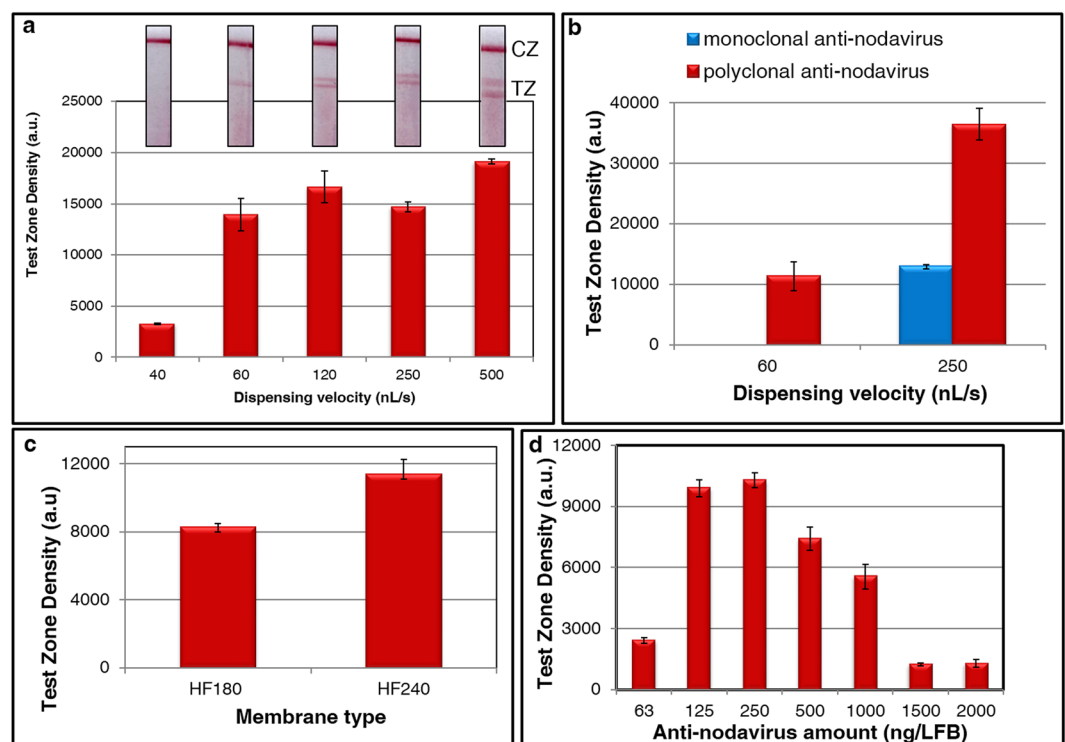 a
CZ
TZ
Test Zone Density (a.u.)
25000
20000
15000
10000
5000
0
40 60 120 250 500
Dispensing velocity (nL/s)
b
monoclonal anti-nodavirus
polyclonal anti-nodavirus
Test Zone Density (a.u)
40000
30000
20000
10000
0
60 250
Dispensing velocity (nL/s)
c
Test Zone Density (a.u)
12000
8000
4000
0
HF180 HF240
Membrane type
d
Test Zone Density (a.u.)
12000
9000
6000
3000
0
63 125 250 500 1000 1500 2000
Anti-nodavirus amount (ng/LFB)